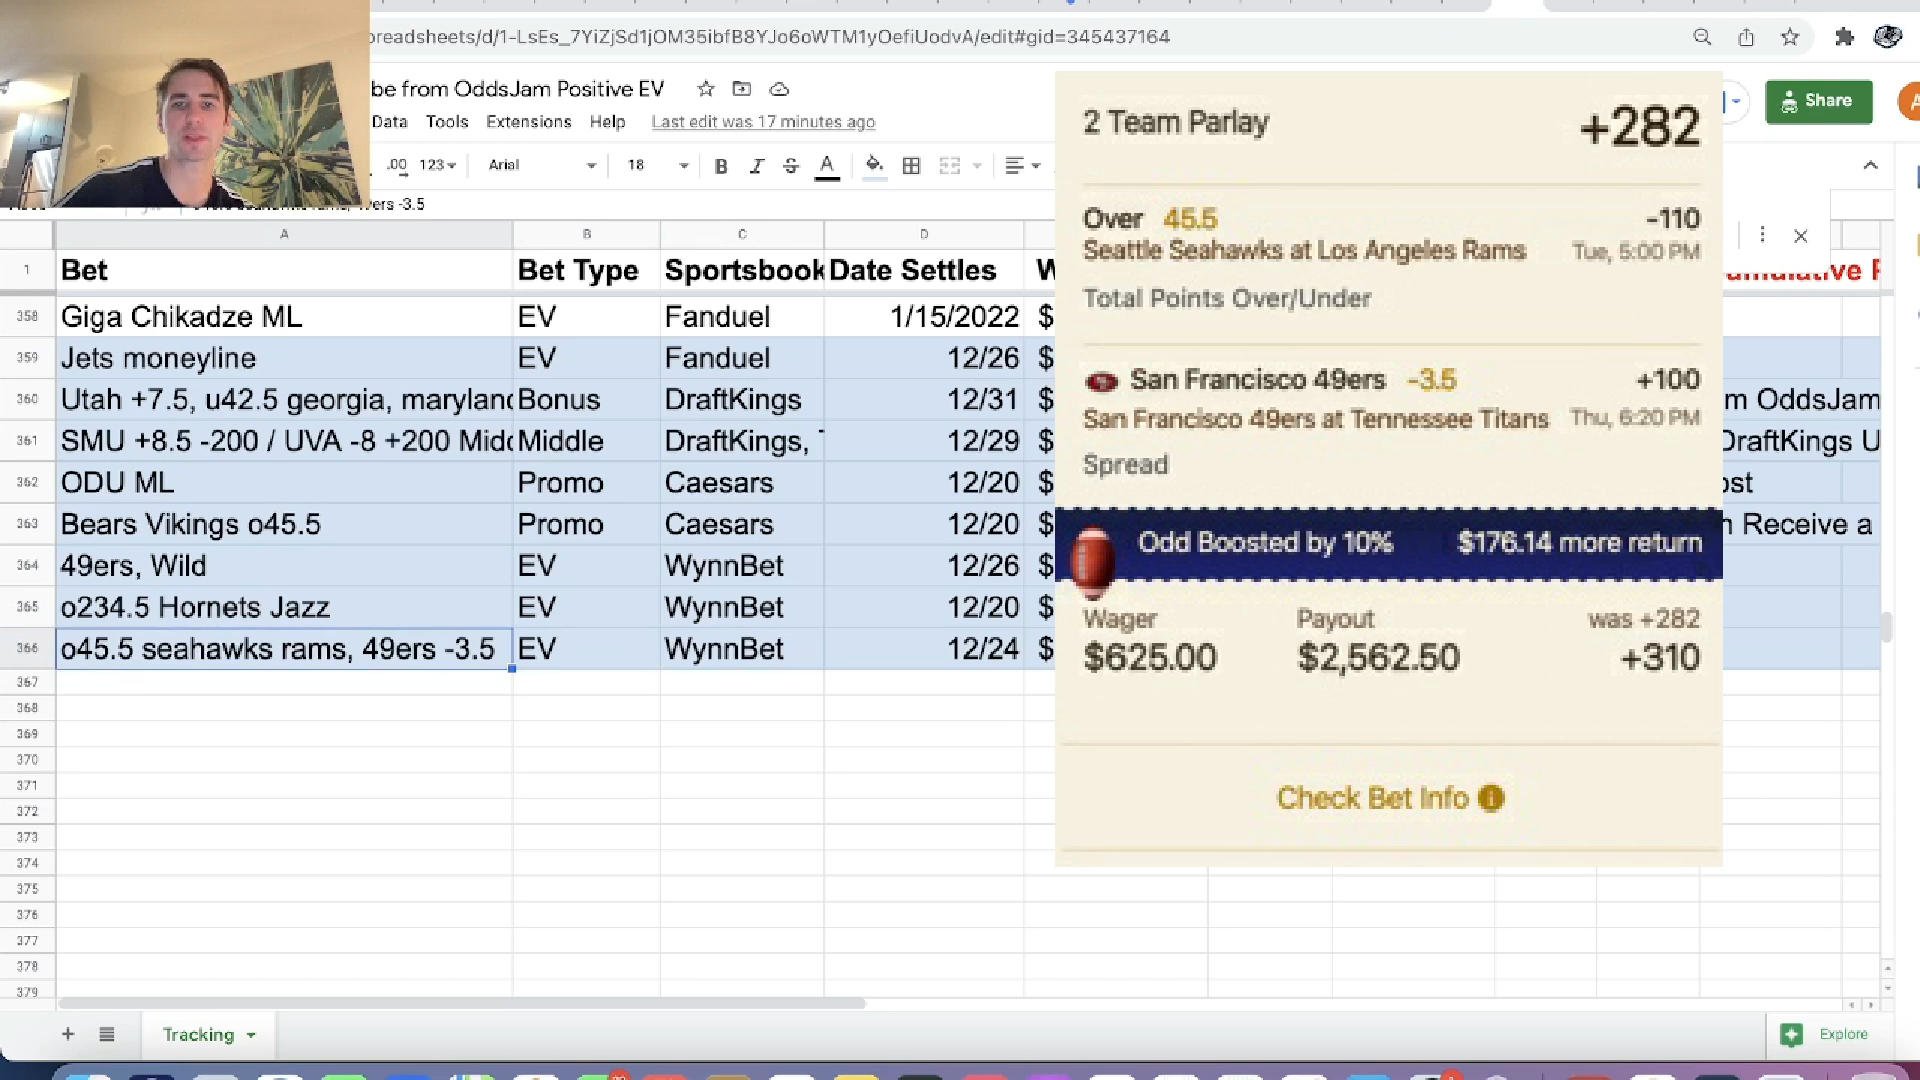 preadsheets/d/1-LsEs_7YiZjSd1jOM35ibfB8YJo6oWTM1yOefiUodvA/edit#gid=345437164
be from OddsJam Positive EV
Share
Data Tools Extensions Help Last edit was 17 minutes ago
.00 123 Arial 18 B I S A
-3.5
A B C D
1 Bet Bet Type Sportsbook Date Settles W
358 Giga Chikadze ML EV Fanduel 1/15/2022 $
359 Jets moneyline EV Fanduel 12/26 $
360 Utah +7.5, u42.5 georgia, maryland Bonus DraftKings 12/31 $ m OddsJam
361 SMU +8.5 -200 / UVA -8 +200 Midd Middle DraftKings, 12/29 $ DraftKings U
362 ODU ML Promo Caesars 12/20 $ ost
363 Bears Vikings o45.5 Promo Caesars 12/20 $ n Receive a
364 49ers, Wild EV WynnBet 12/26 $
365 o234.5 Hornets Jazz EV WynnBet 12/20 $
366 o45.5 seahawks rams, 49ers -3.5 EV WynnBet 12/24 $
367
368
369
370
371
372
373
374
375
376
377
378
379
2 Team Parlay +282
Over 45.5 -110
Seattle Seahawks at Los Angeles Rams Tue, 5:00 PM
Total Points Over/Under
San Francisco 49ers -3.5 +100
San Francisco 49ers at Tennessee Titans Thu, 6:20 PM
Spread
Odd Boosted by 10% $176.14 more return
Wager Payout was +282
$625.00 $2,562.50 +310
Check Bet Info
Tracking
Explore